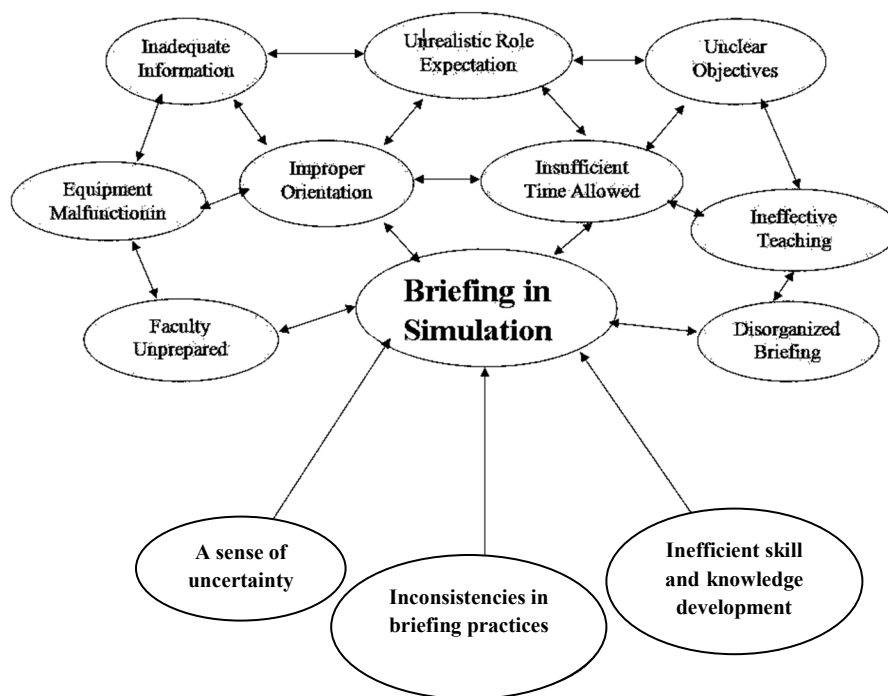 Inadequate
Information
Unrealistic Role
Expectation
Unclear
Objectives
Equipment
Malfunctionin
Improper
Orientation
Insufficient
Time Allowed
Ineffective
Teaching
Faculty
Unprepared
Briefing in
Simulation
Disorganized
Briefing
A sense of
uncertainty
Inconsistencies in
briefing practices
Inefficient skill
and knowledge
development